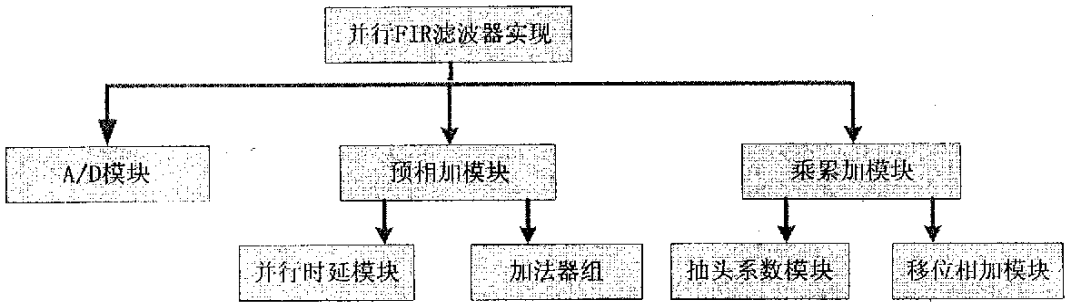 并行FIR滤波器实现
A/D模块
预相加模块
乘累加模块
并行时延模块
加法器组
抽头系数模块
移位相加模块